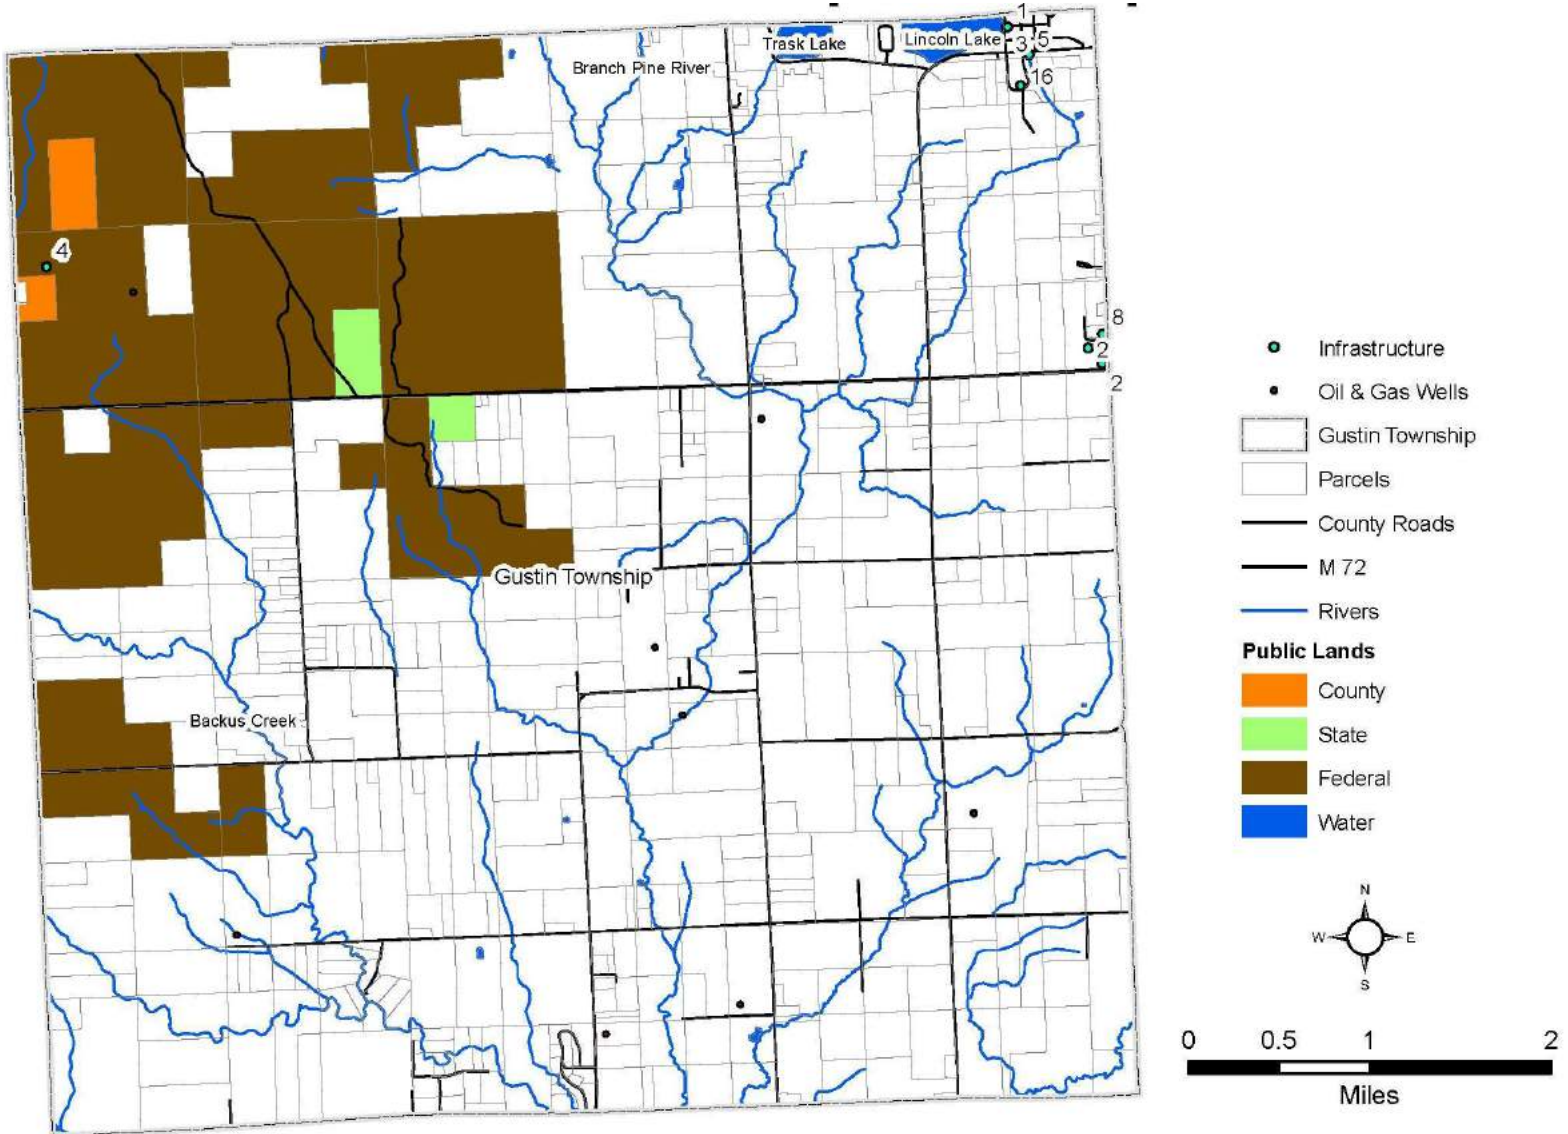 1
Trask Lake
Lincoln Lake
3
5
Branch Pine River
16
4
8
2
2
Gustin Township
Backus Creek
Infrastructure
Oil & Gas Wells
Gustin Township
Parcels
County Roads
M 72
Rivers
Public Lands
County
State
Federal
Water
N
W E
S
0 0.5 1 2
Miles